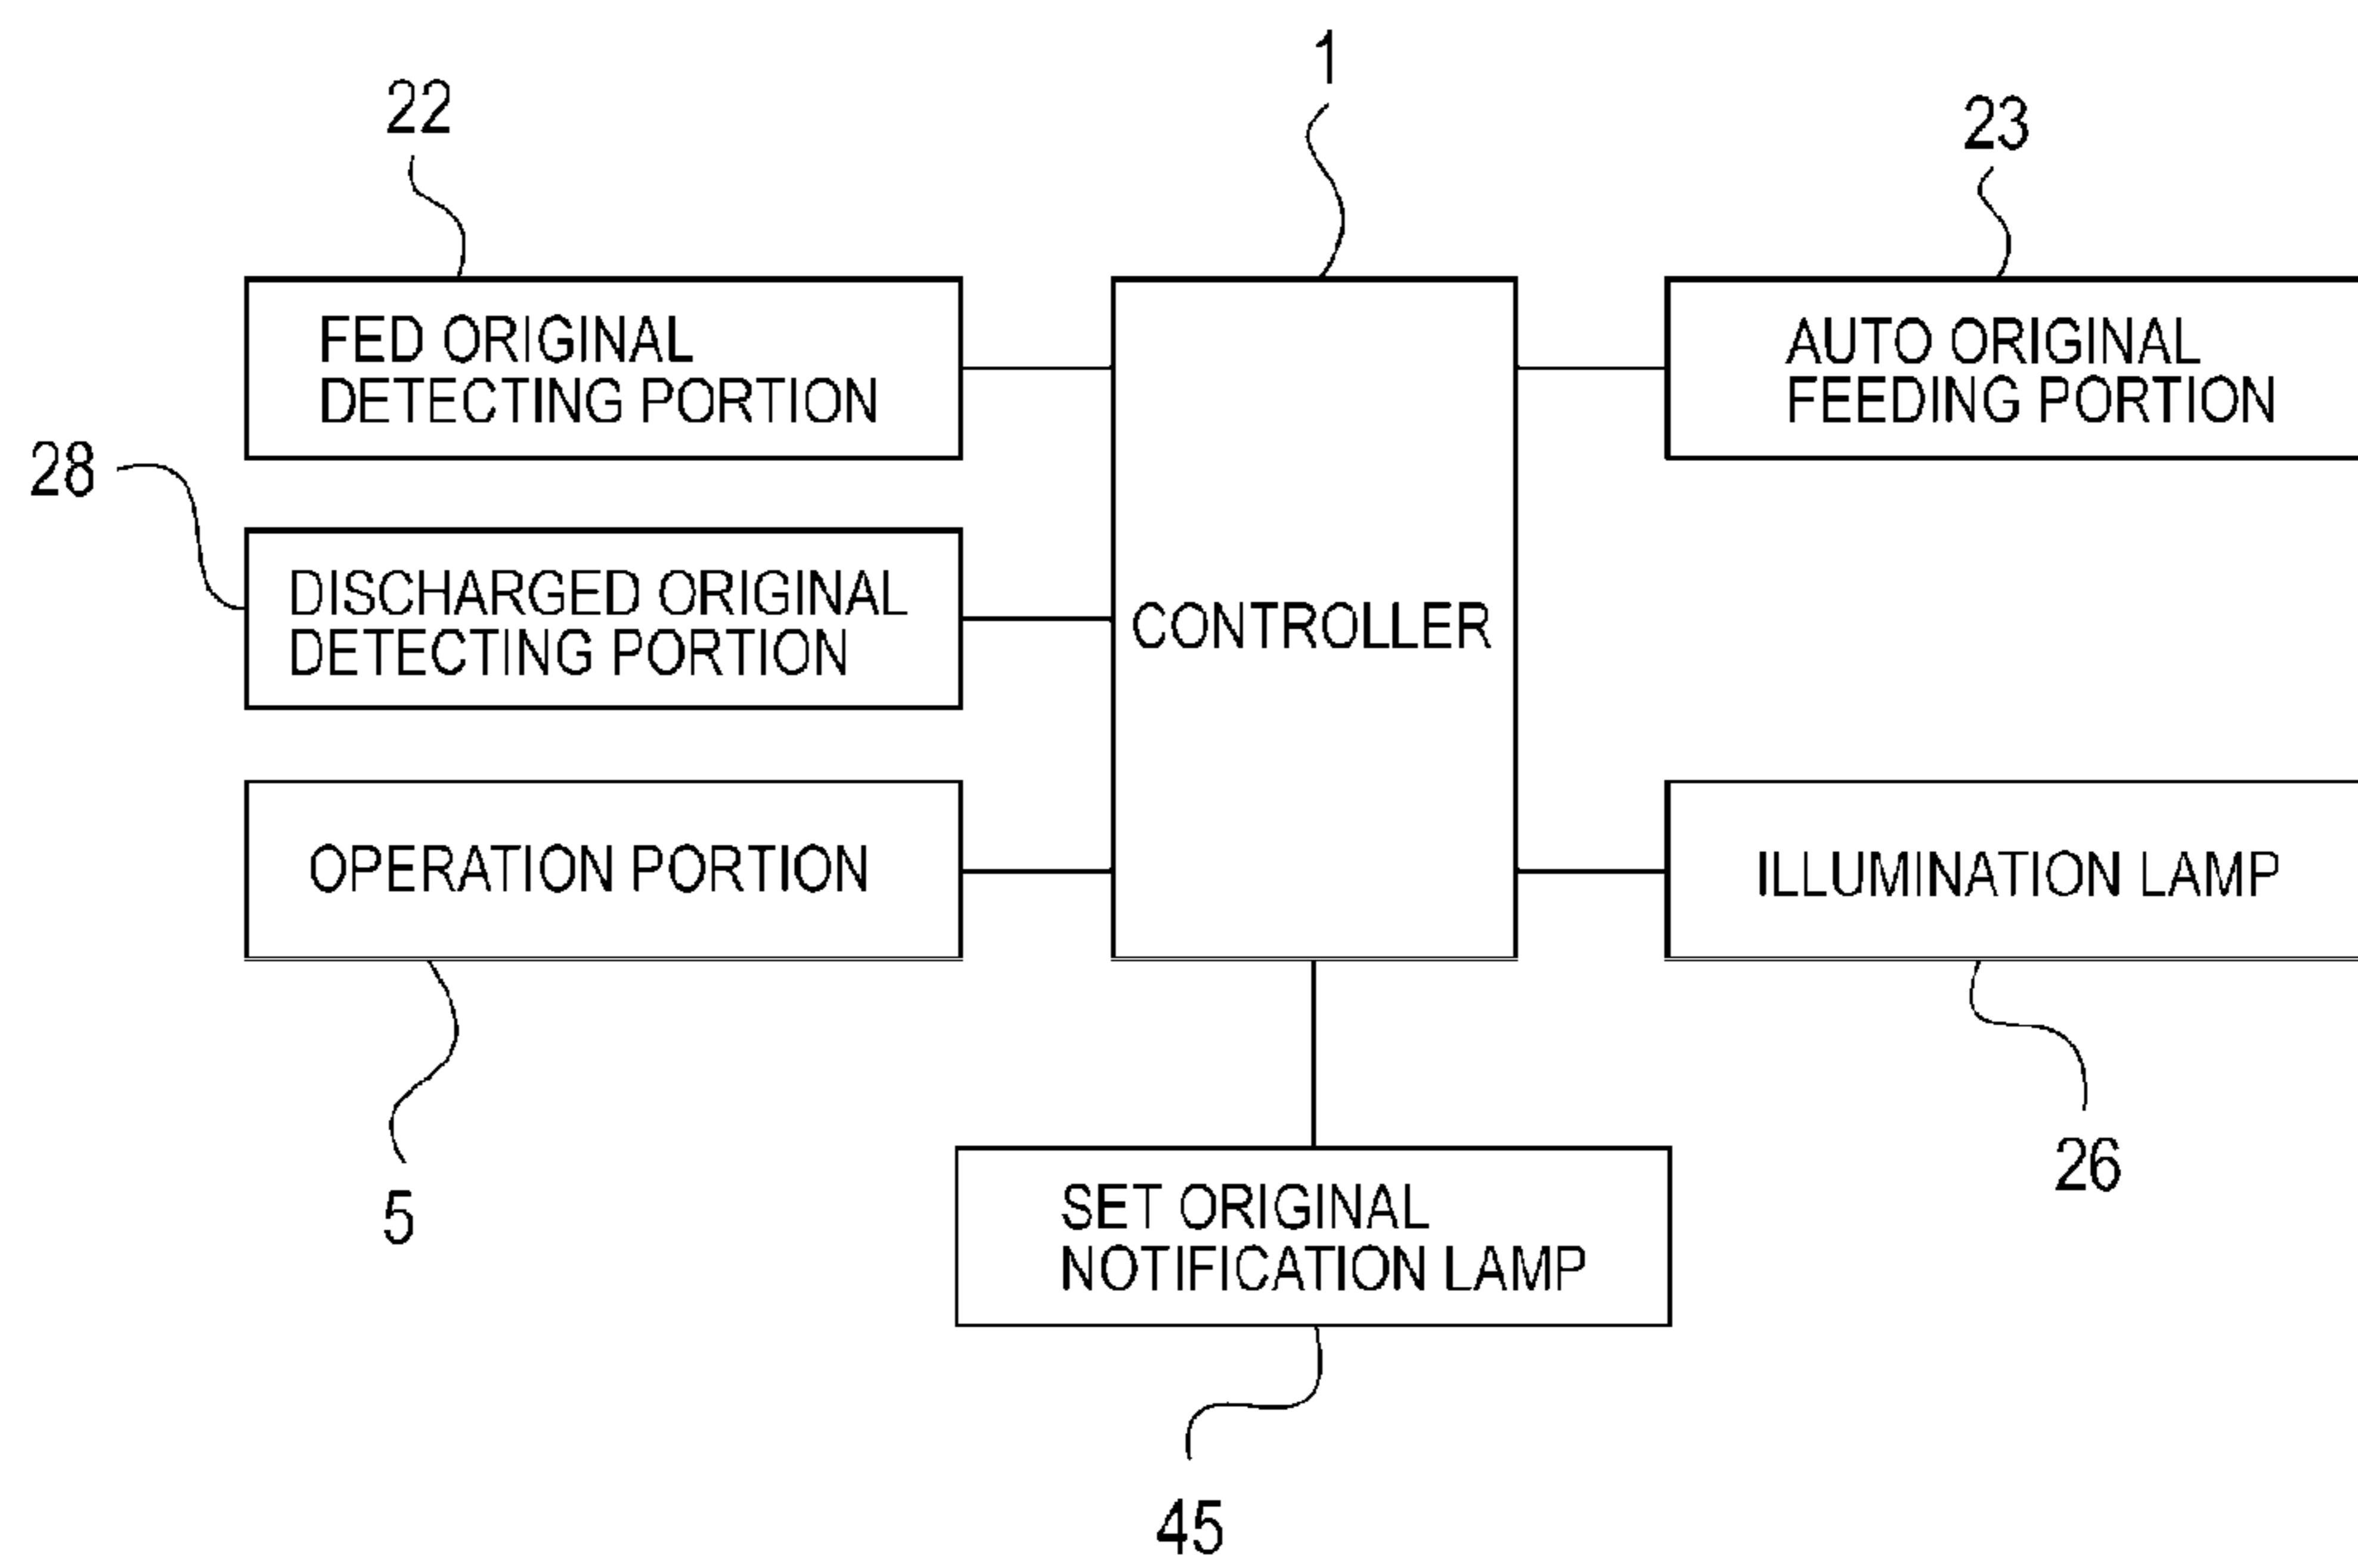 1
22
23
FED ORIGINAL
DETECTING PORTION
AUTO ORIGINAL
FEEDING PORTION
28
DISCHARGED ORIGINAL
DETECTING PORTION
CONTROLLER
OPERATION PORTION
ILLUMINATION LAMP
5
26
SET ORIGINAL
NOTIFICATION LAMP
45